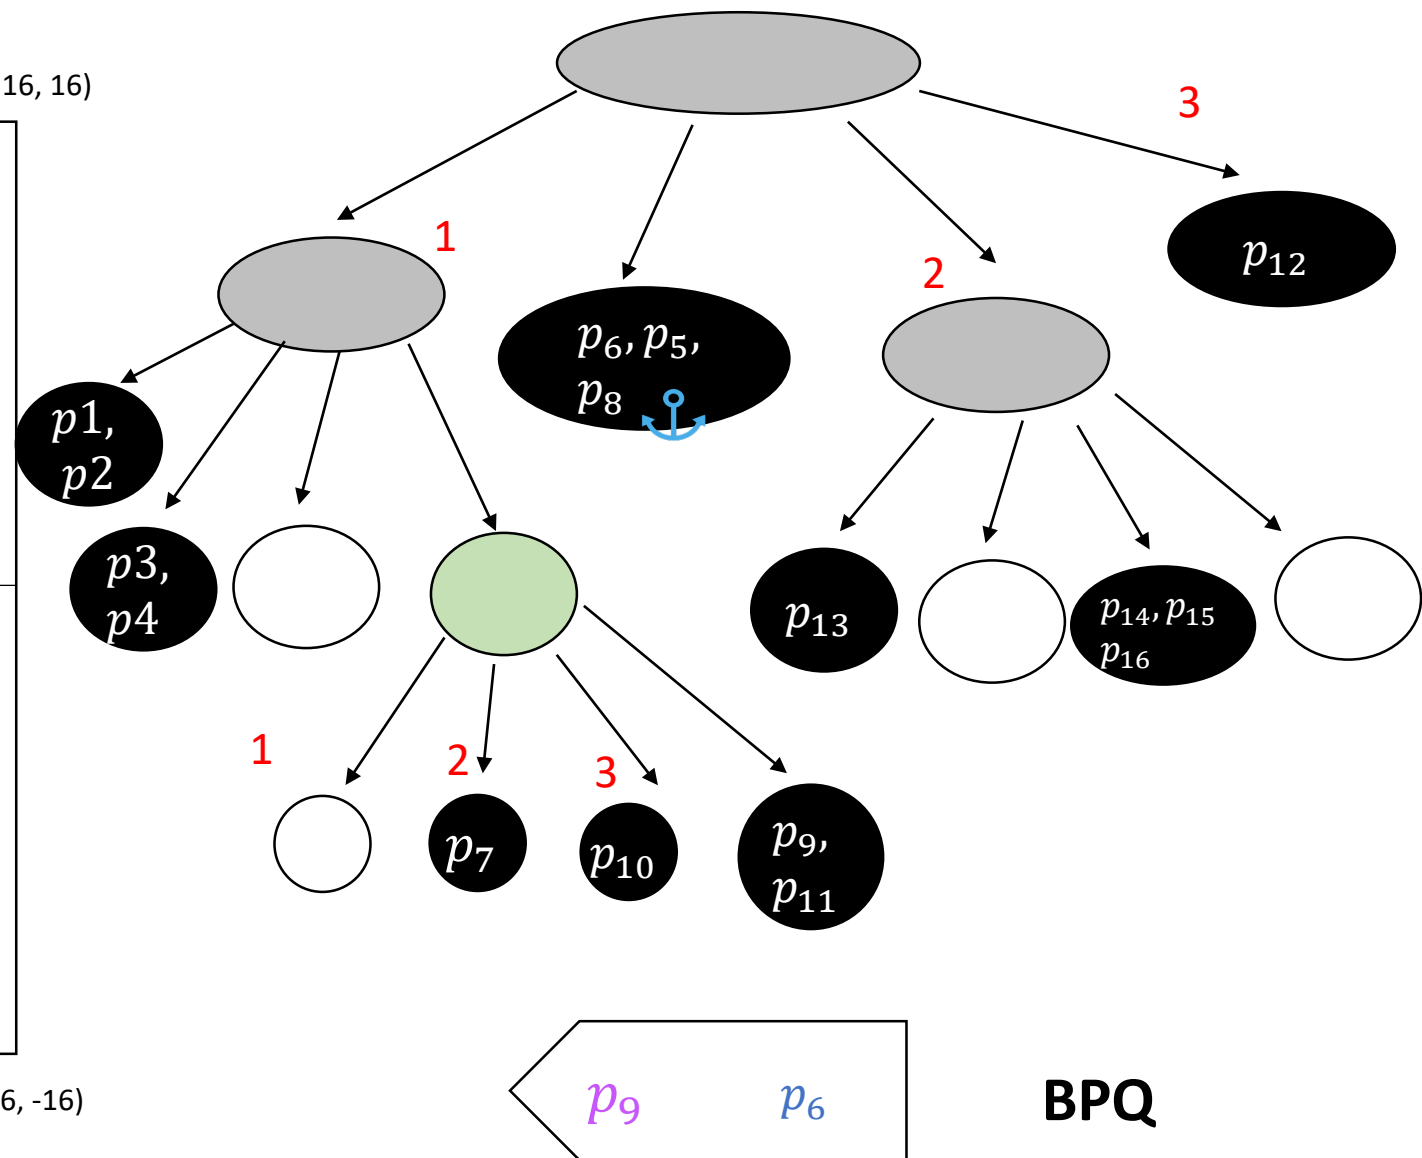 16, 16)
3
1
2
p₁₂
p₆, p₅,
p₈
p1,
p2
p3,
p4
p₁₃
p₁₄, p₁₅
p₁₆
1
2
3
p₇
p₁₀
p₉,
p₁₁
p₉
p₆
BPQ
6, -16)